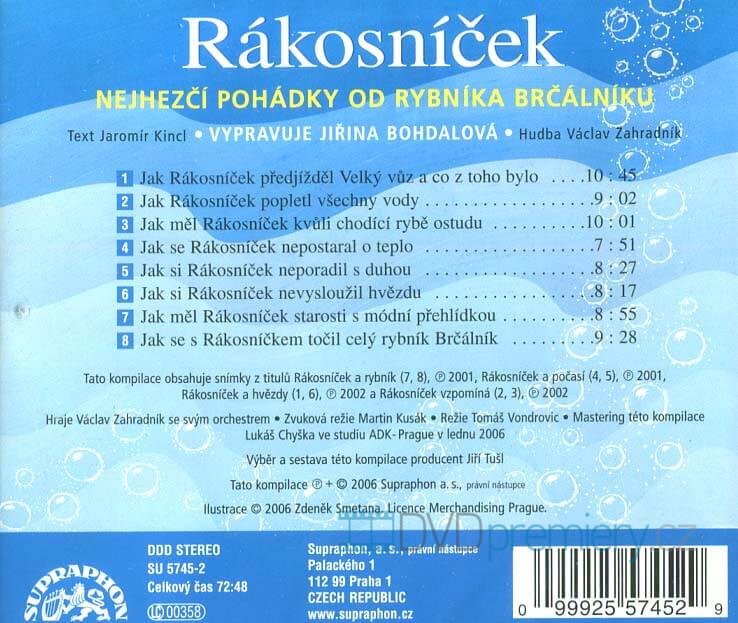 Rákosníček
NEJHEZČÍ POHÁDKY OD RYBNÍKA BRČÁLNÍKU
Text Jaromír Kincl • VYPRAVUJE JIŘINA BOHDALOVÁ • Hudba Václav Zahradník
1 Jak Rákosníček předjížděl Velký vůz a co z toho bylo ....10 : 45
2 Jak Rákosníček popletl všechny vody ..................9 : 02
3 Jak měl Rákosníček kvůli chodící rybě ostudu ..........10 : 01
4 Jak se Rákosníček nepostaral o teplo ..................7 : 51
5 Jak si Rákosníček neporadil s duhou ..................8 : 27
6 Jak si Rákosníček nevysloužil hvězdu .................8 : 17
7 Jak měl Rákosníček starosti s módní přehlídkou .........8 : 55
8 Jak se s Rákosníčkem točil celý rybník Brčálník .........9 : 28
Tato kompilace obsahuje snímky z titulů Rákosníček a rybník (7, 8), ℗ 2001, Rákosníček a počasí (4, 5), ℗ 2001,
Rákosníček a hvězdy (1, 6), ℗ 2002 a Rákosníček vzpomíná (2, 3), ℗ 2002
Hraje Václav Zahradník se svým orchestrem • Zvuková režie Martin Kusák • Režie Tomáš Vondrovic • Mastering této kompilace
Lukáš Chyška ve studiu ADK-Prague v lednu 2006
Výběr a sestava této kompilace producent Jiří Tušl
Tato kompilace ℗ + © 2006 Supraphon a. s., právní nástupce
Ilustrace © 2006 Zdeněk Smetana. Licence Merchandising Prague.
DVDpremiery.cz
SUPRAPHON
DDD STEREO
SU 5745-2
Celkový čas 72:48
LC 00358
Supraphon, a. s., právní nástupce
Palackého 1
112 99 Praha 1
CZECH REPUBLIC
www.supraphon.cz
0 99925 57452 9